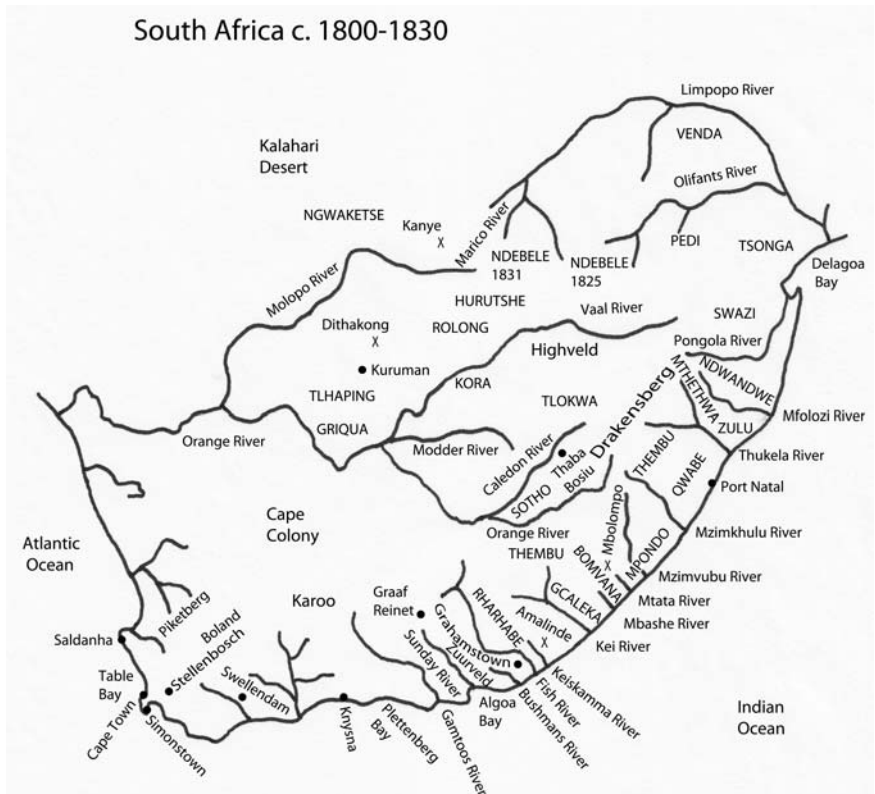 South Africa c. 1800-1830
Limpopo River
VENDA
Kalahari
Desert
Olifants River
NGWAKETSE
Kanye
X
Marico River
PEDI
TSONGA
NDEBELE
1831
NDEBELE
1825
Delagoa
Bay
Molopo River
HURUTSHE
Vaal River
SWAZI
Dithakong
X
ROLONG
Pongola River
Highveld
Kuruman
KORA
Drakensberg
MTHETHWA
NDWANDWE
TLHAPING
TLOKWA
Mfolozi River
GRIQUA
ZULU
Orange River
Modder River
Caledon River
Thaba
Bosiu
SOTHO
THEMBU
Thukela River
QWABE
Port Natal
Cape
Colony
Orange River
THEMBU
Mbolompo
X
Mzimkhulu River
Atlantic
Ocean
BOMVANA
MPONDO
Mzimvubu River
Graaf
Reinet
Karoo
Piketberg
Boland
RHARHABE
GCALEKA
Mtata River
Amalinde
X
Mbashe River
Saldanha
Grahamstown
Kei River
Stellenbosch
Swellendam
Sunday River
Zuurveld
Table
Bay
Keiskamma River
Fish River
Bushmans River
Cape Town
Simonstown
Knysna
Plettenberg
Bay
Gamtoos River
Algoa
Bay
Indian
Ocean